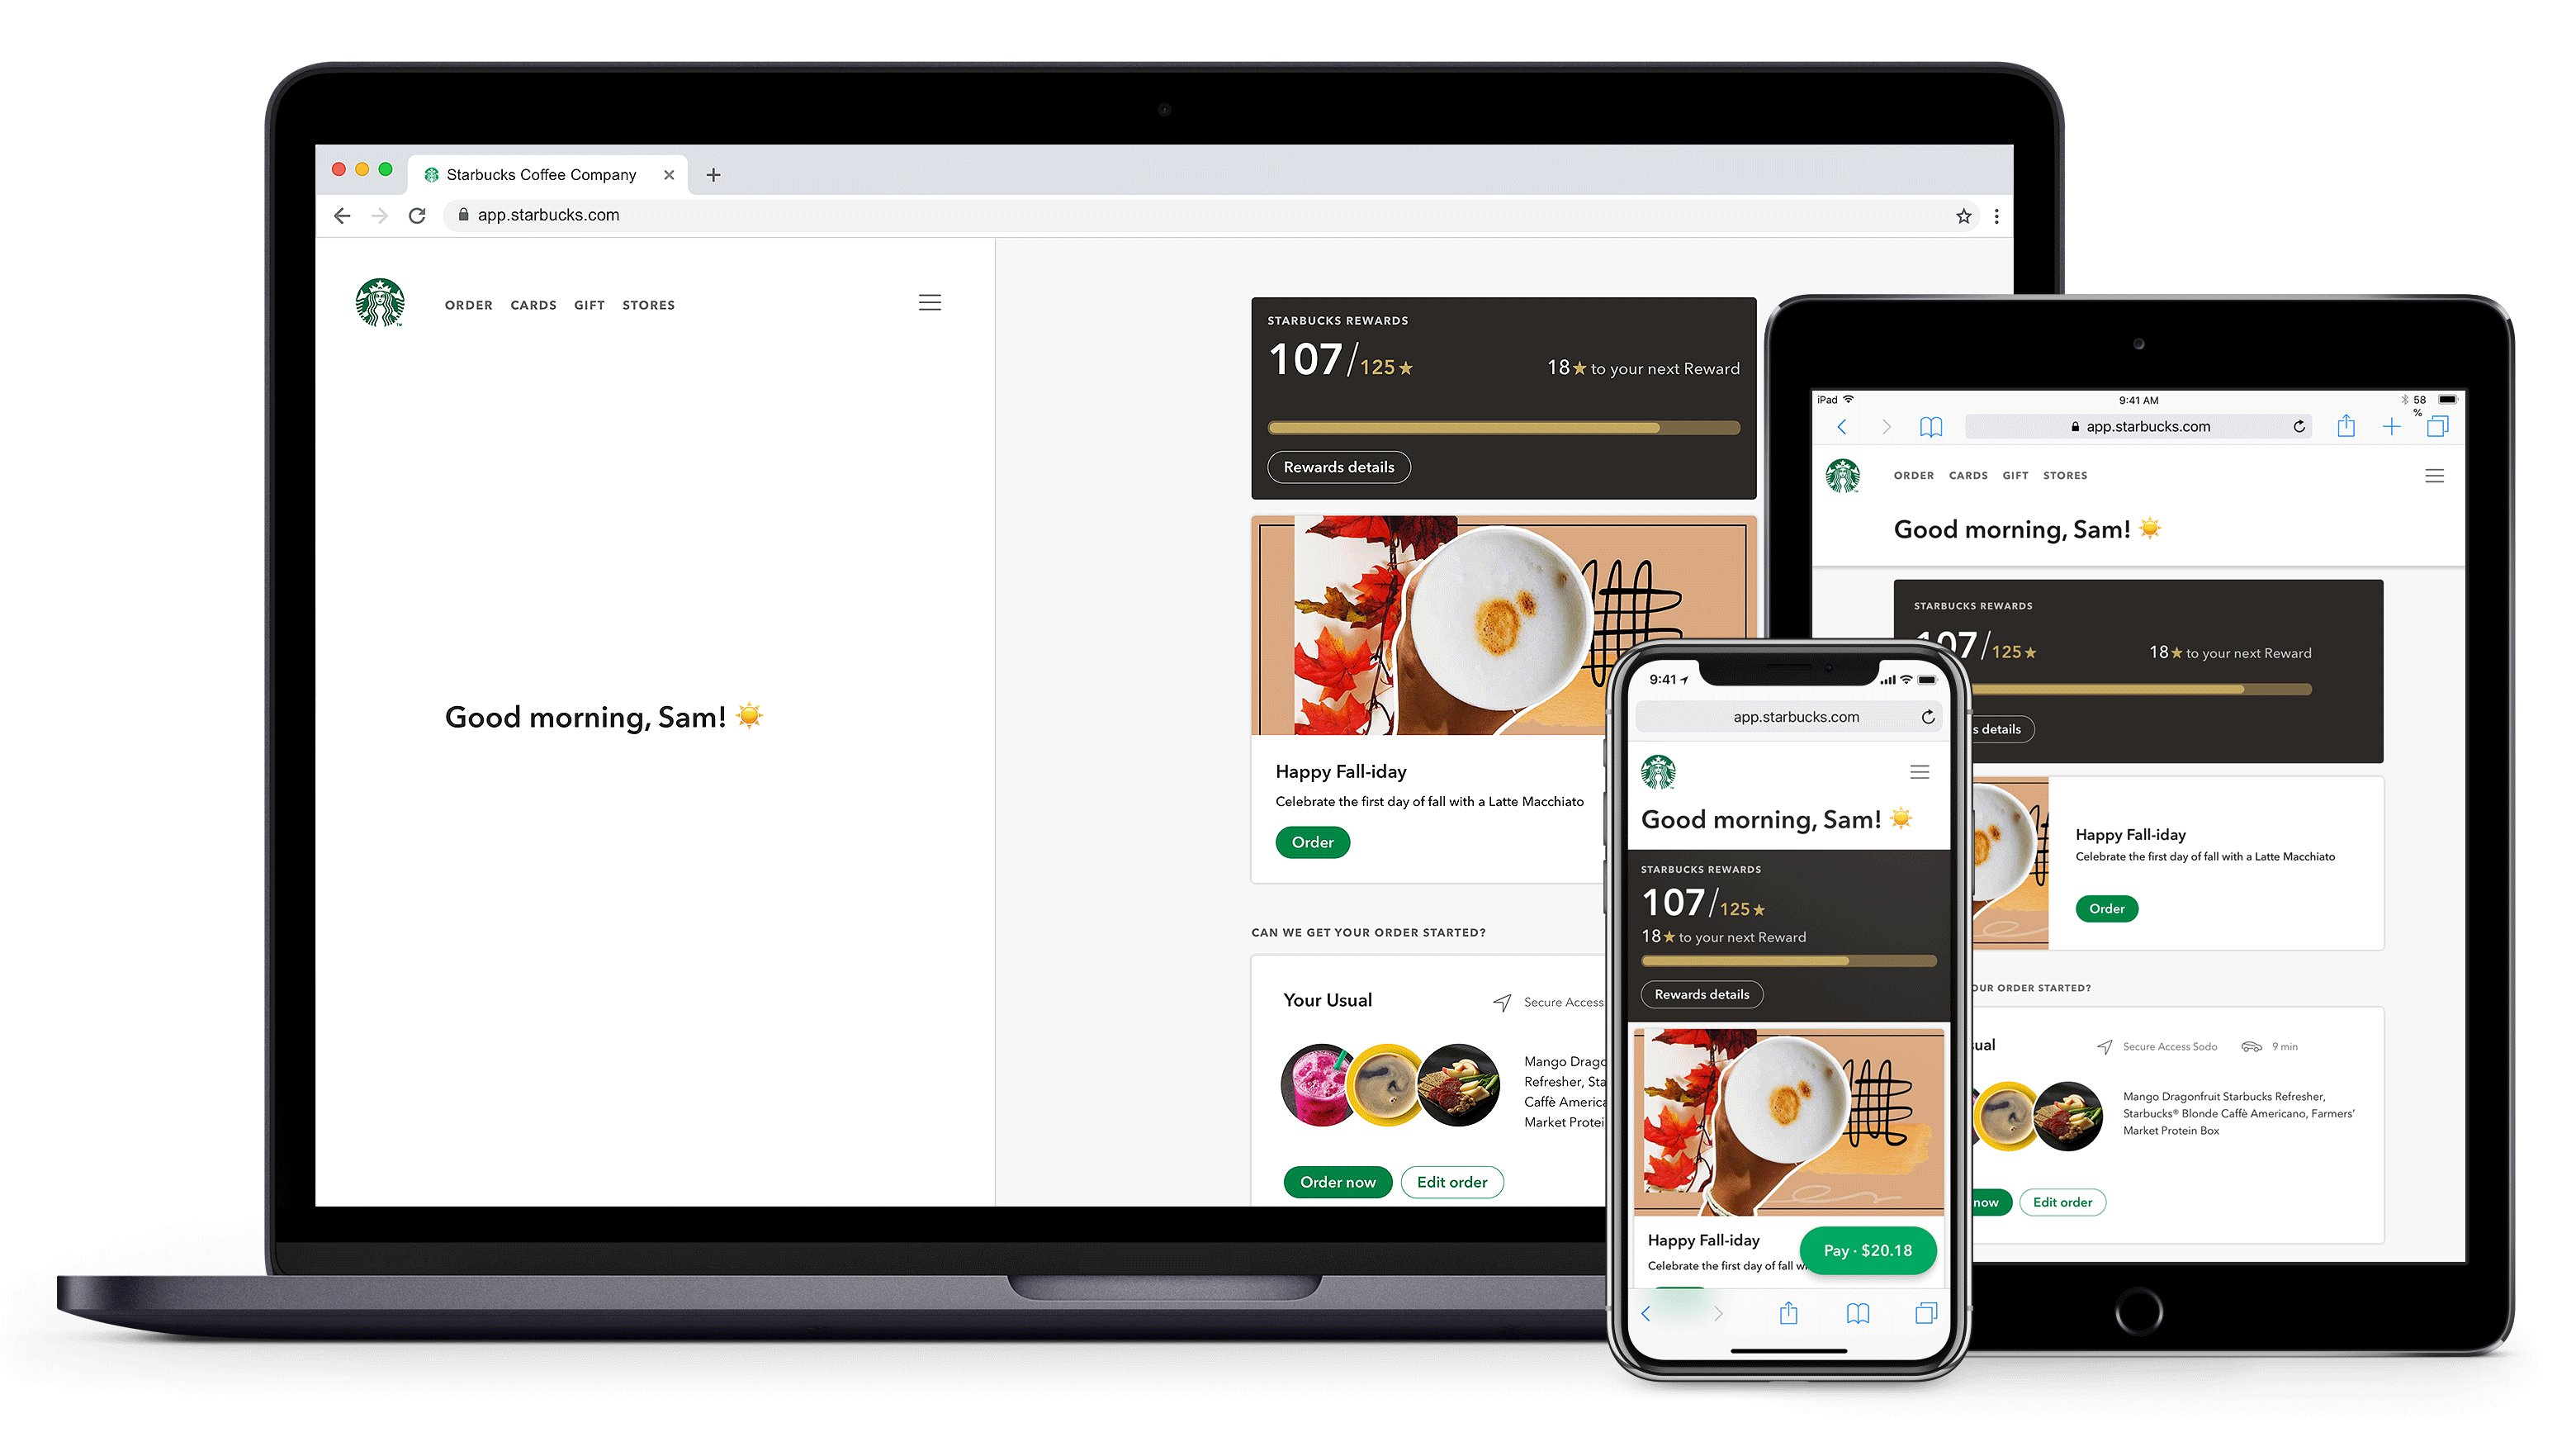 Starbucks Coffee Company
app.starbucks.com
ORDER CARDS GIFT STORES
Good morning, Sam!
STARBUCKS REWARDS
107/125★
18★ to your next Reward
Rewards details
Happy Fall-iday
Celebrate the first day of fall with a Latte Macchiato
Order
CAN WE GET YOUR ORDER STARTED?
Your Usual
Secure Access
Mango Drago
Refresher, Sta
Caffè America
Market Protei
Order now
Edit order
iPad
9:41 AM
58
%
app.starbucks.com
ORDER CARDS GIFT STORES
Good morning, Sam!
STARBUCKS REWARDS
107/125★
18★ to your next Reward
s details
Happy Fall-iday
Celebrate the first day of fall with a Latte Macchiato
Order
OUR ORDER STARTED?
ual
Secure Access Sodo
9 min
Mango Dragonfruit Starbucks Refresher,
Starbucks® Blonde Caffè Americano, Farmers’
Market Protein Box
now
Edit order
9:41
app.starbucks.com
Good morning, Sam!
STARBUCKS REWARDS
107/125★
18★ to your next Reward
Rewards details
Happy Fall-iday
Celebrate the first day of fall w
Pay · $20.18